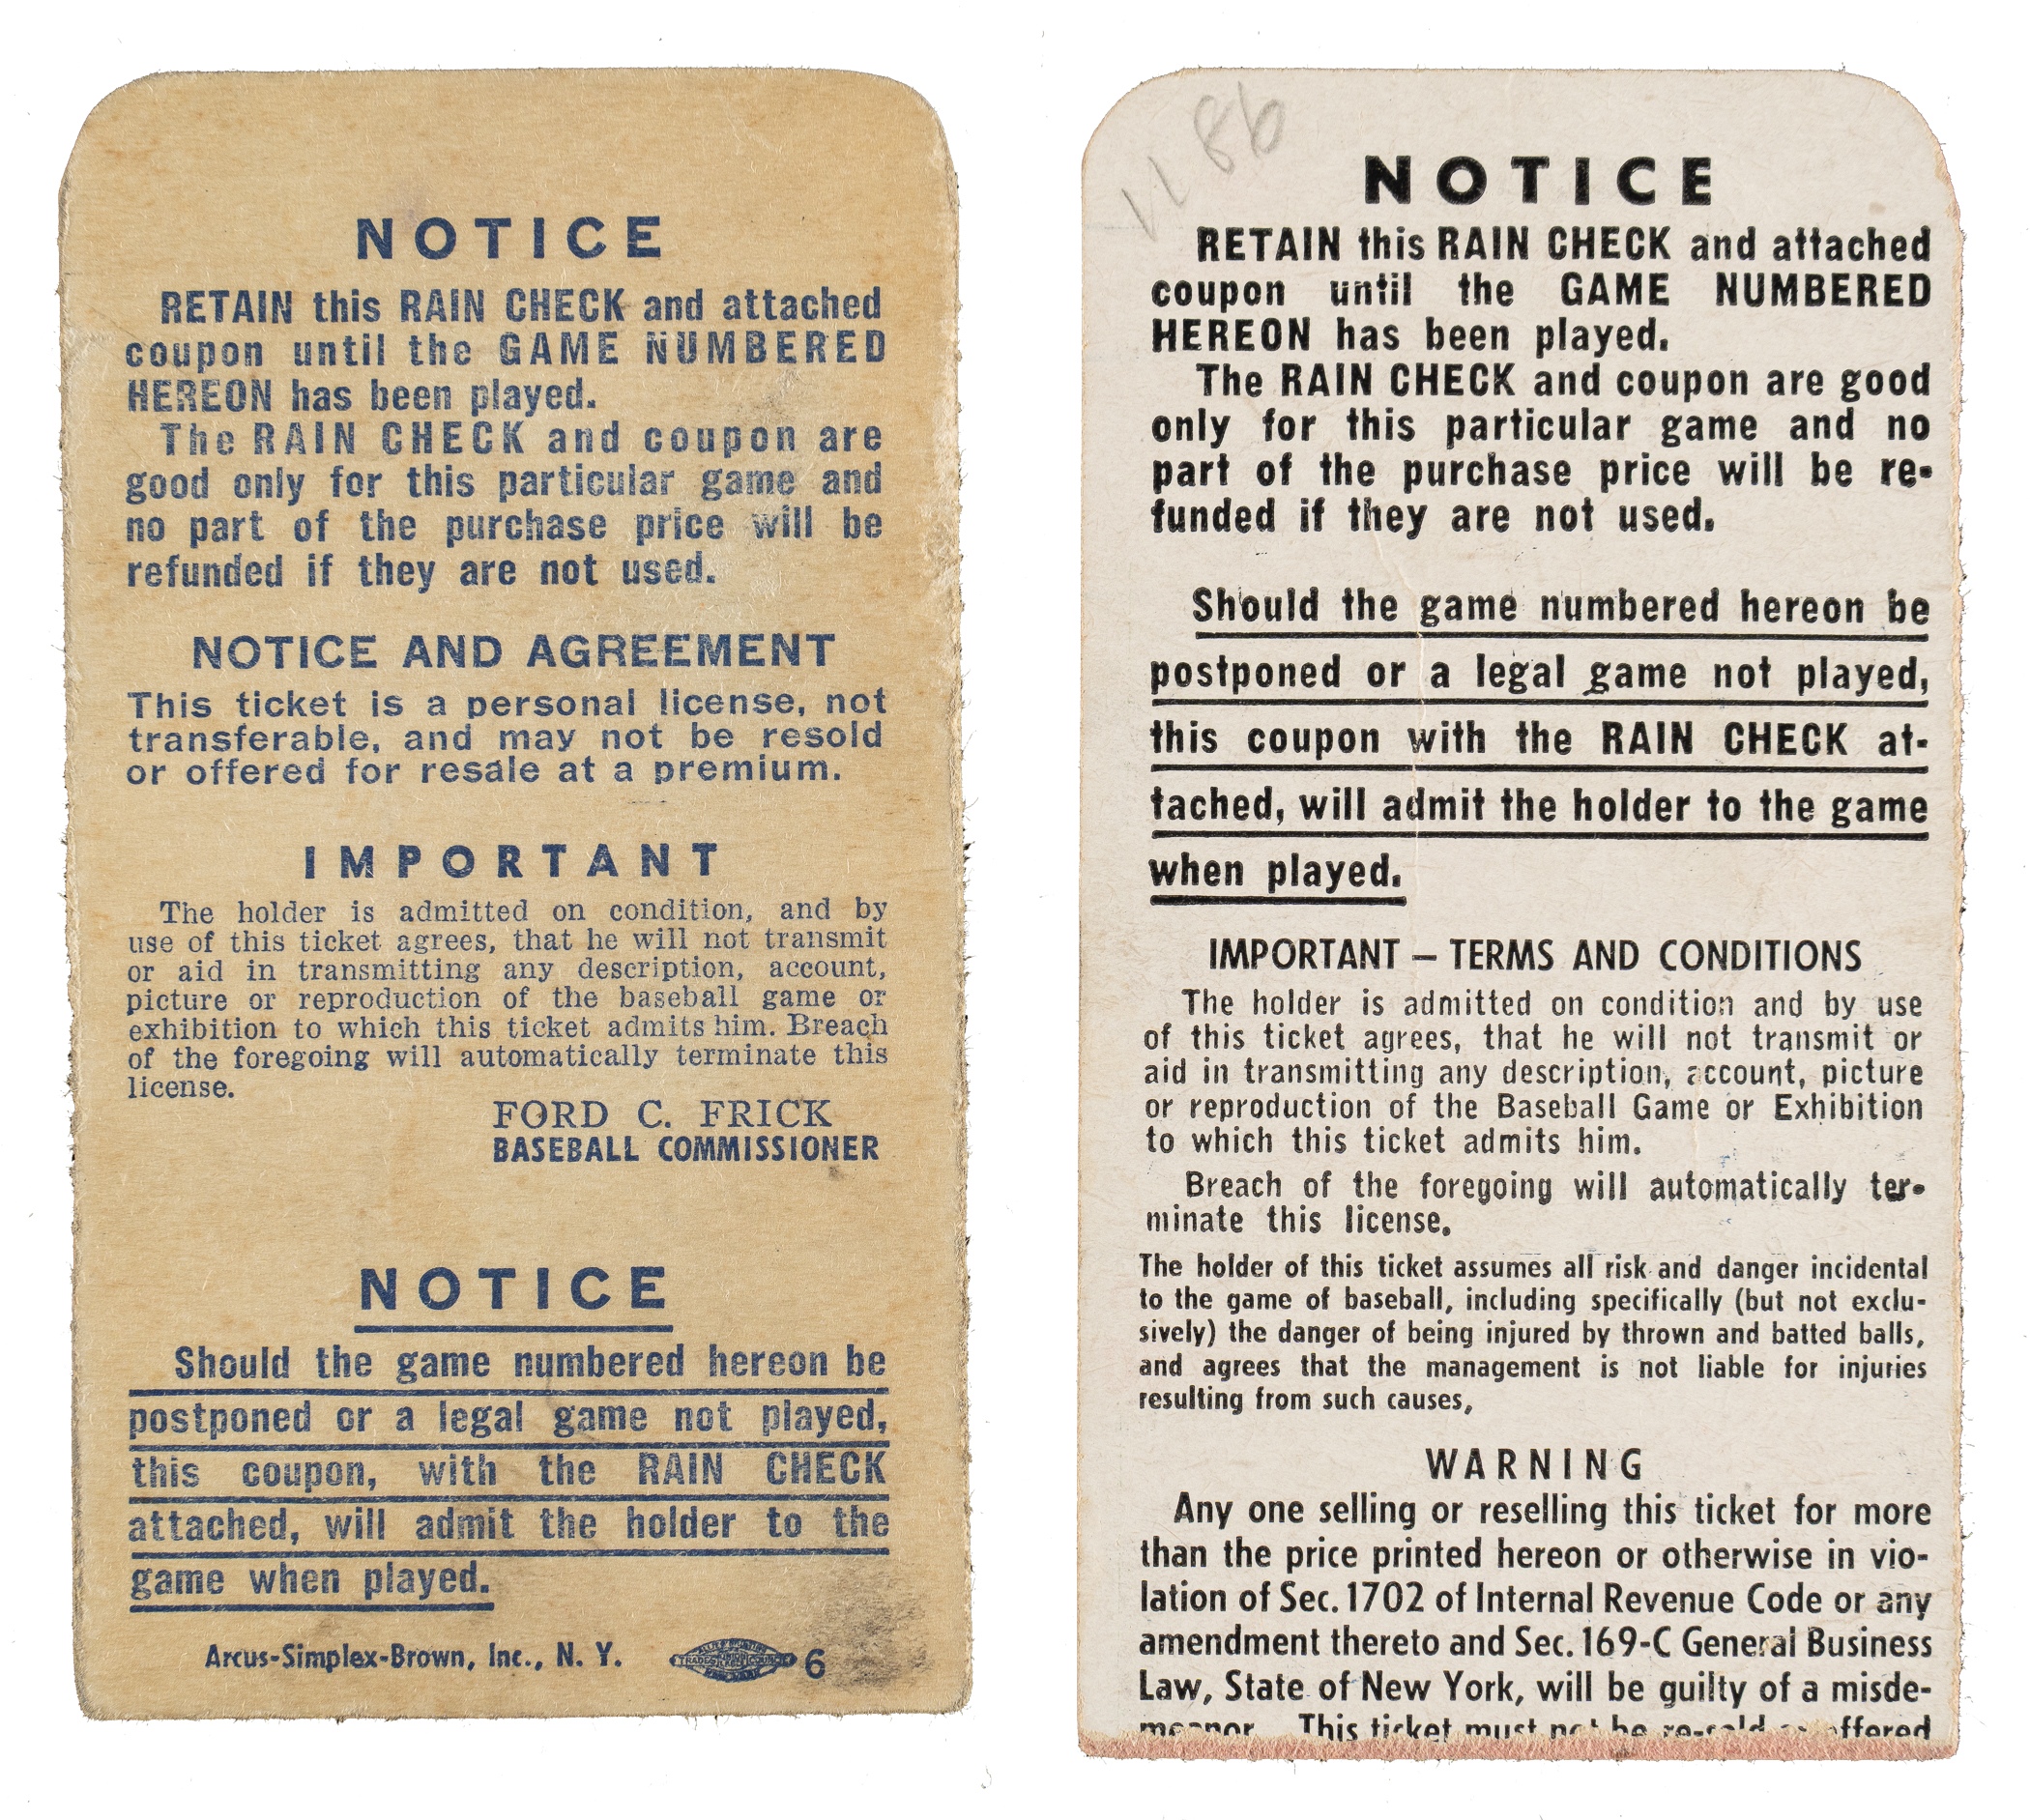 NOTICE
RETAIN this RAIN CHECK and attached
coupon until the GAME NUMBERED
HEREON has been played.
The RAIN CHECK and coupon are
good only for this particular game and
no part of the purchase price will be
refunded if they are not used.
NOTICE AND AGREEMENT
This ticket is a personal license, not
transferable, and may not be resold
or offered for resale at a premium.
IMPORTANT
The holder is admitted on condition, and by
use of this ticket agrees, that he will not transmit
or aid in transmitting any description, account,
picture or reproduction of the baseball game or
exhibition to which this ticket admits him. Breach
of the foregoing will automatically terminate this
license.
FORD C. FRICK
BASEBALL COMMISSIONER
NOTICE
Should the game numbered hereon be
postponed or a legal game not played,
this coupon, with the RAIN CHECK
attached, will admit the holder to the
game when played.
Arcus-Simplex-Brown, Inc., N. Y. 6
11 86
NOTICE
RETAIN this RAIN CHECK and attached
coupon until the GAME NUMBERED
HEREON has been played.
The RAIN CHECK and coupon are good
only for this particular game and no
part of the purchase price will be re-
funded if they are not used.
Should the game numbered hereon be
postponed or a legal game not played,
this coupon with the RAIN CHECK at-
tached, will admit the holder to the game
when played.
IMPORTANT – TERMS AND CONDITIONS
The holder is admitted on condition and by use
of this ticket agrees, that he will not transmit or
aid in transmitting any description, account, picture
or reproduction of the Baseball Game or Exhibition
to which this ticket admits him.
Breach of the foregoing will automatically ter-
minate this license.
The holder of this ticket assumes all risk and danger incidental
to the game of baseball, including specifically (but not exclu-
sively) the danger of being injured by thrown and batted balls,
and agrees that the management is not liable for injuries
resulting from such causes,
WARNING
Any one selling or reselling this ticket for more
than the price printed hereon or otherwise in vio-
lation of Sec. 1702 of Internal Revenue Code or any
amendment thereto and Sec. 169-C General Business
Law, State of New York, will be guilty of a misde-
meanor. This ticket must not be re-sold or offered